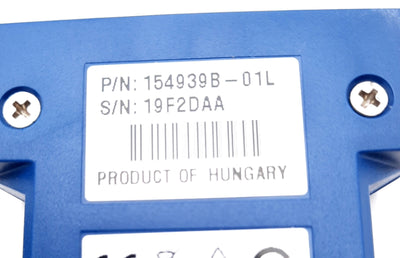 P/N: 154939B-01L
S/N: 19F2DAA
PRODUCT OF HUNGARY